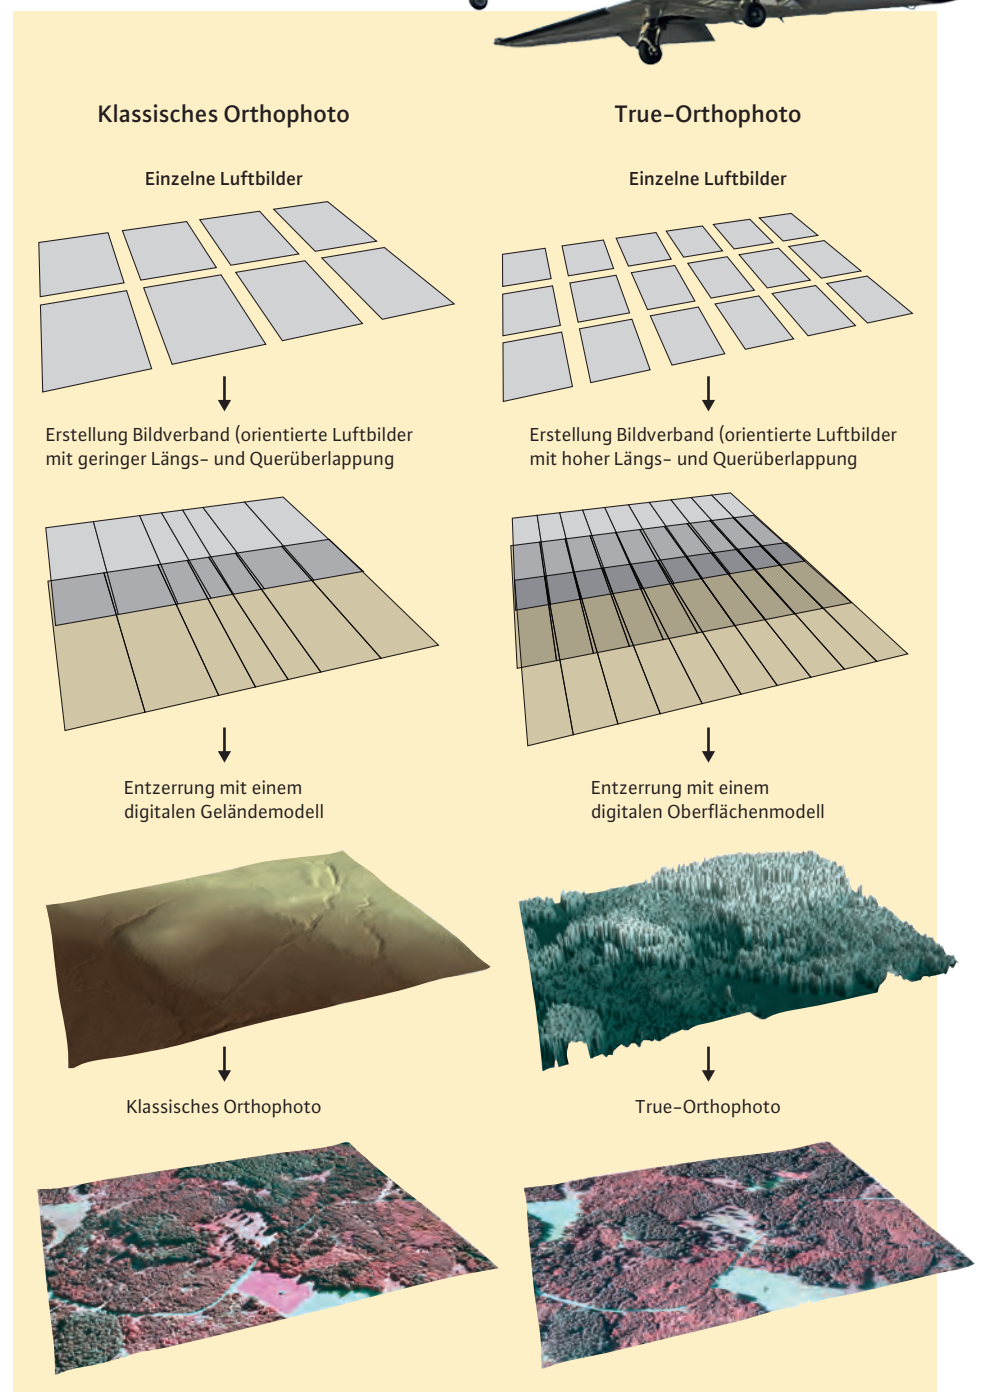 Klassisches Orthophoto
Einzelne Luftbilder
Erstellung Bildverband (orientierte Luftbilder
mit geringer Längs- und Querüberlappung
Entzerrung mit einem
digitalen Geländemodell
Klassisches Orthophoto
True-Orthophoto
Einzelne Luftbilder
Erstellung Bildverband (orientierte Luftbilder
mit hoher Längs- und Querüberlappung
Entzerrung mit einem
digitalen Oberflächenmodell
True-Orthophoto